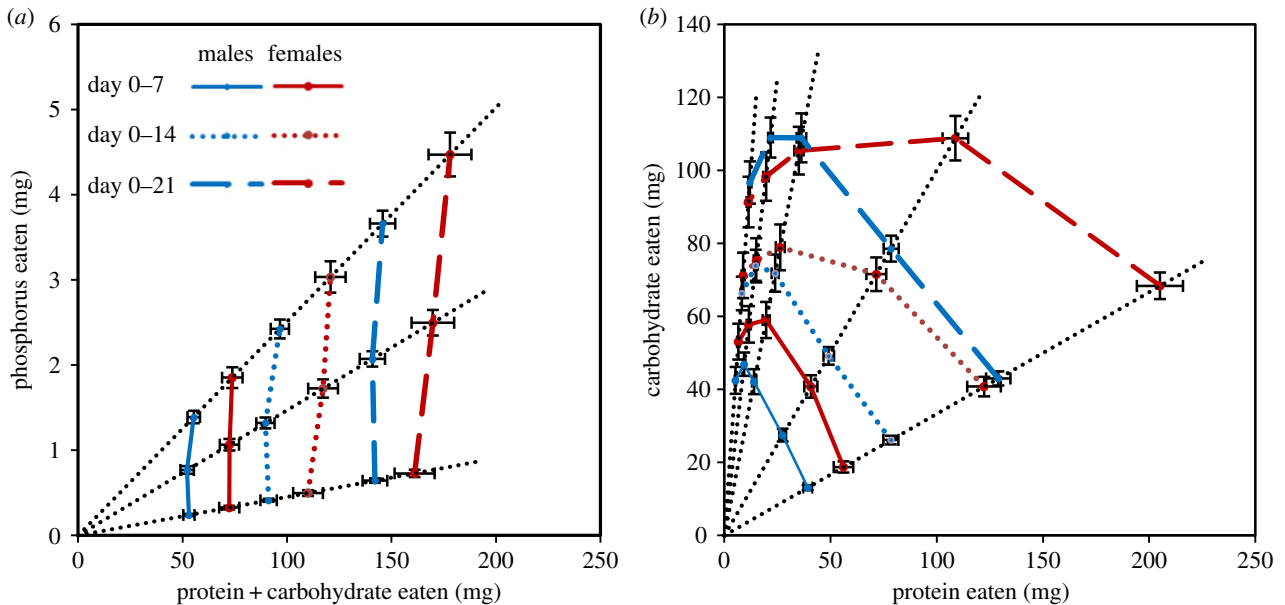 (a)
6
5
4
3
2
1
0
phosphorus eaten (mg)
males females
day 0–7
day 0–14
day 0–21
0 50 100 150 200 250
protein + carbohydrate eaten (mg)
(b)
140
120
100
80
60
40
20
0
carbohydrate eaten (mg)
0 50 100 150 200 250
protein eaten (mg)